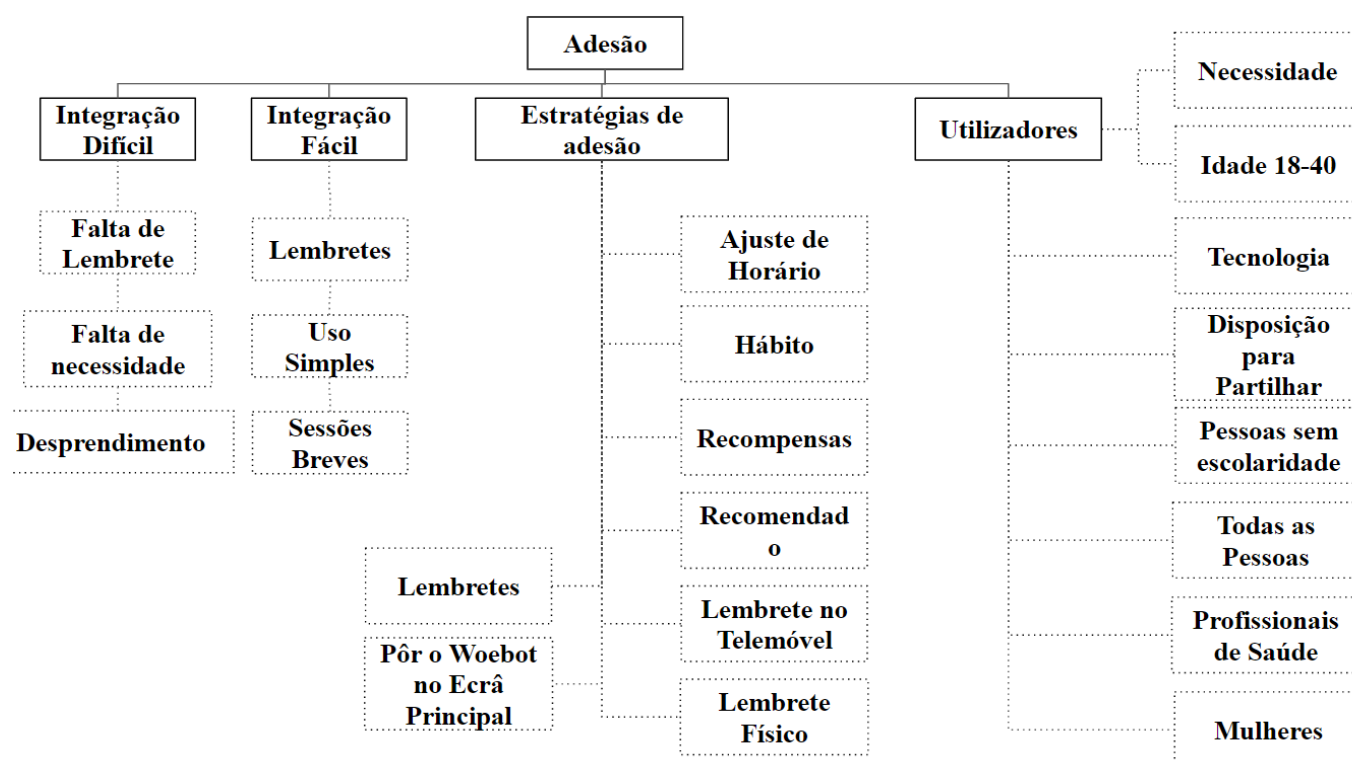 Adesão
Integração
Difícil
Falta de
Lembrete
Falta de
necessidade
Desprendimento
Integração
Fácil
Lembretes
Uso
Simples
Sessões
Breves
Estratégias de
adesão
Ajuste de
Horário
Hábito
Recompensas
Recomendad
o
Lembretes
Lembrete no
Telemóvel
Pôr o Woebot
no Ecrâ
Principal
Lembrete
Físico
Utilizadores
Necessidade
Idade 18-40
Tecnologia
Disposição
para
Partilhar
Pessoas sem
escolaridade
Todas as
Pessoas
Profissionais
de Saúde
Mulheres